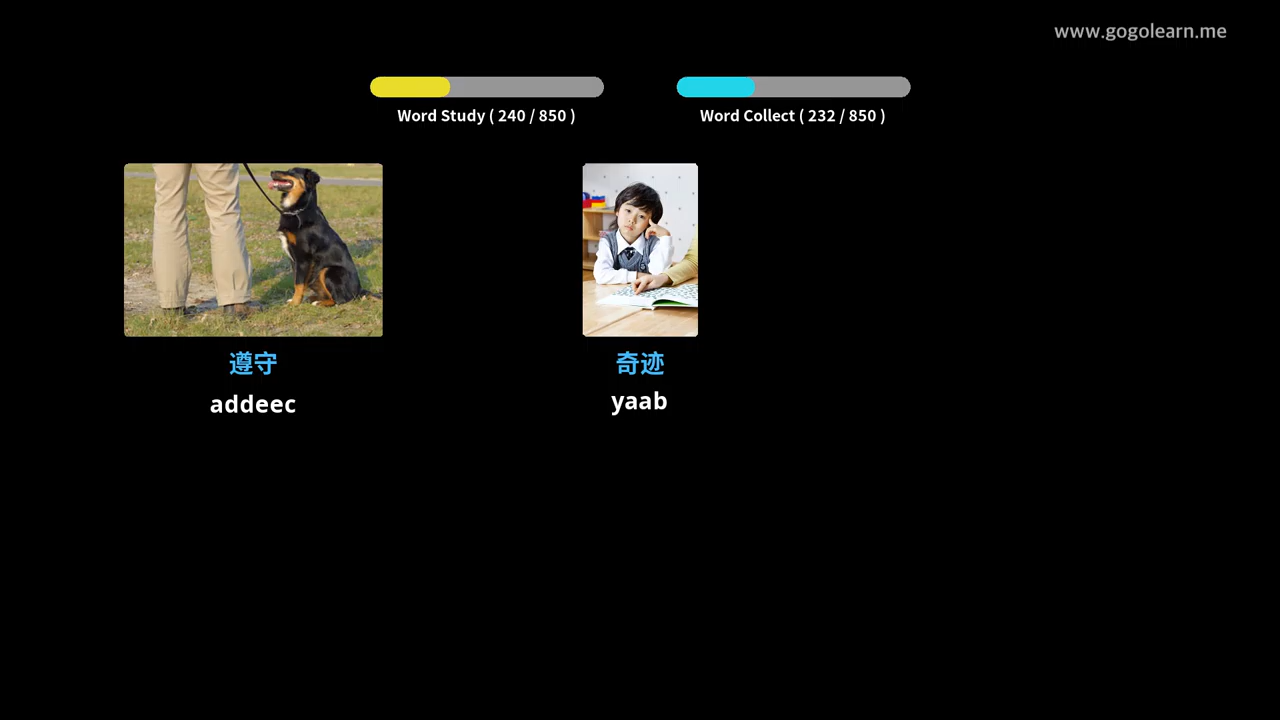 www.gogolearn.me
Word Study ( 240 / 850 )
Word Collect ( 232 / 850 )
遵守
奇迹
addeec
yaab